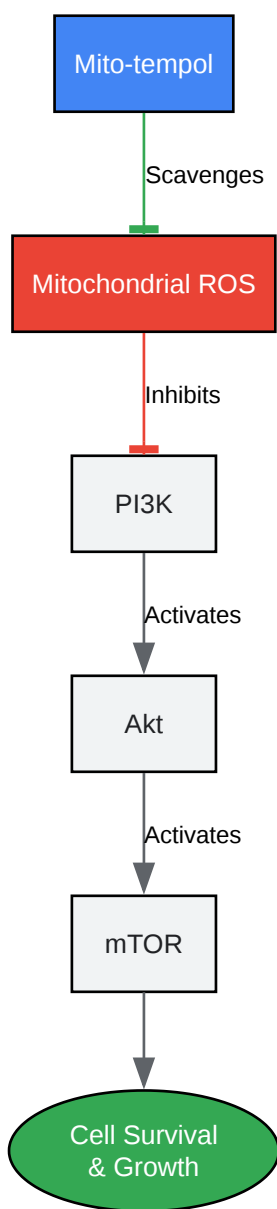 Mito-tempol
Scavenges
Mitochondrial ROS
Inhibits
PI3K
Activates
Akt
Activates
mTOR
Cell Survival
& Growth